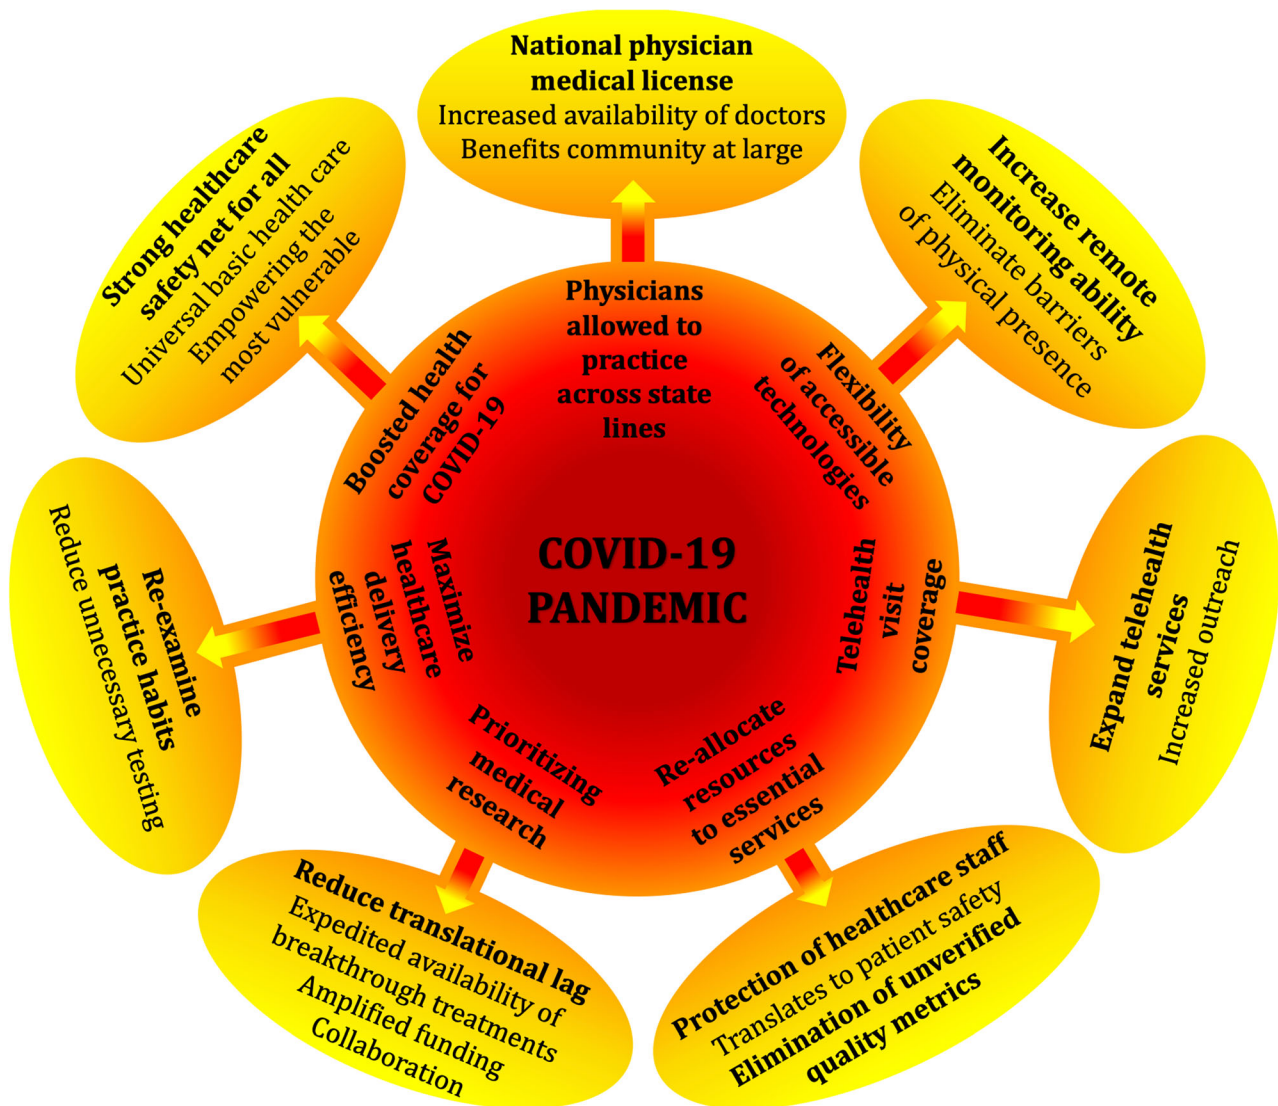 National physician
medical license
Increased availability of doctors
Benefits community at large
Increase remote
monitoring ability
Eliminate barriers
of physical presence
Expand telehealth
services
Increased outreach
Protection of healthcare staff
Translates to patient safety
Elimination of unverified
quality metrics
Reduce translational lag
Expedited availability of
breakthrough treatments
Amplified funding
Collaboration
Re-examine
practice habits
Reduce unnecessary testing
Strong healthcare
safety net for all
Universal basic health care
Empowering the
most vulnerable
Physicians
allowed to
practice
across state
lines
Flexibility
of accessible
technologies
Telehealth
visit
coverage
Re-allocate
resources
to essential
services
Prioritizing
medical
research
Maximize
healthcare
delivery
efficiency
Boosted health
coverage for
COVID-19
COVID-19
PANDEMIC